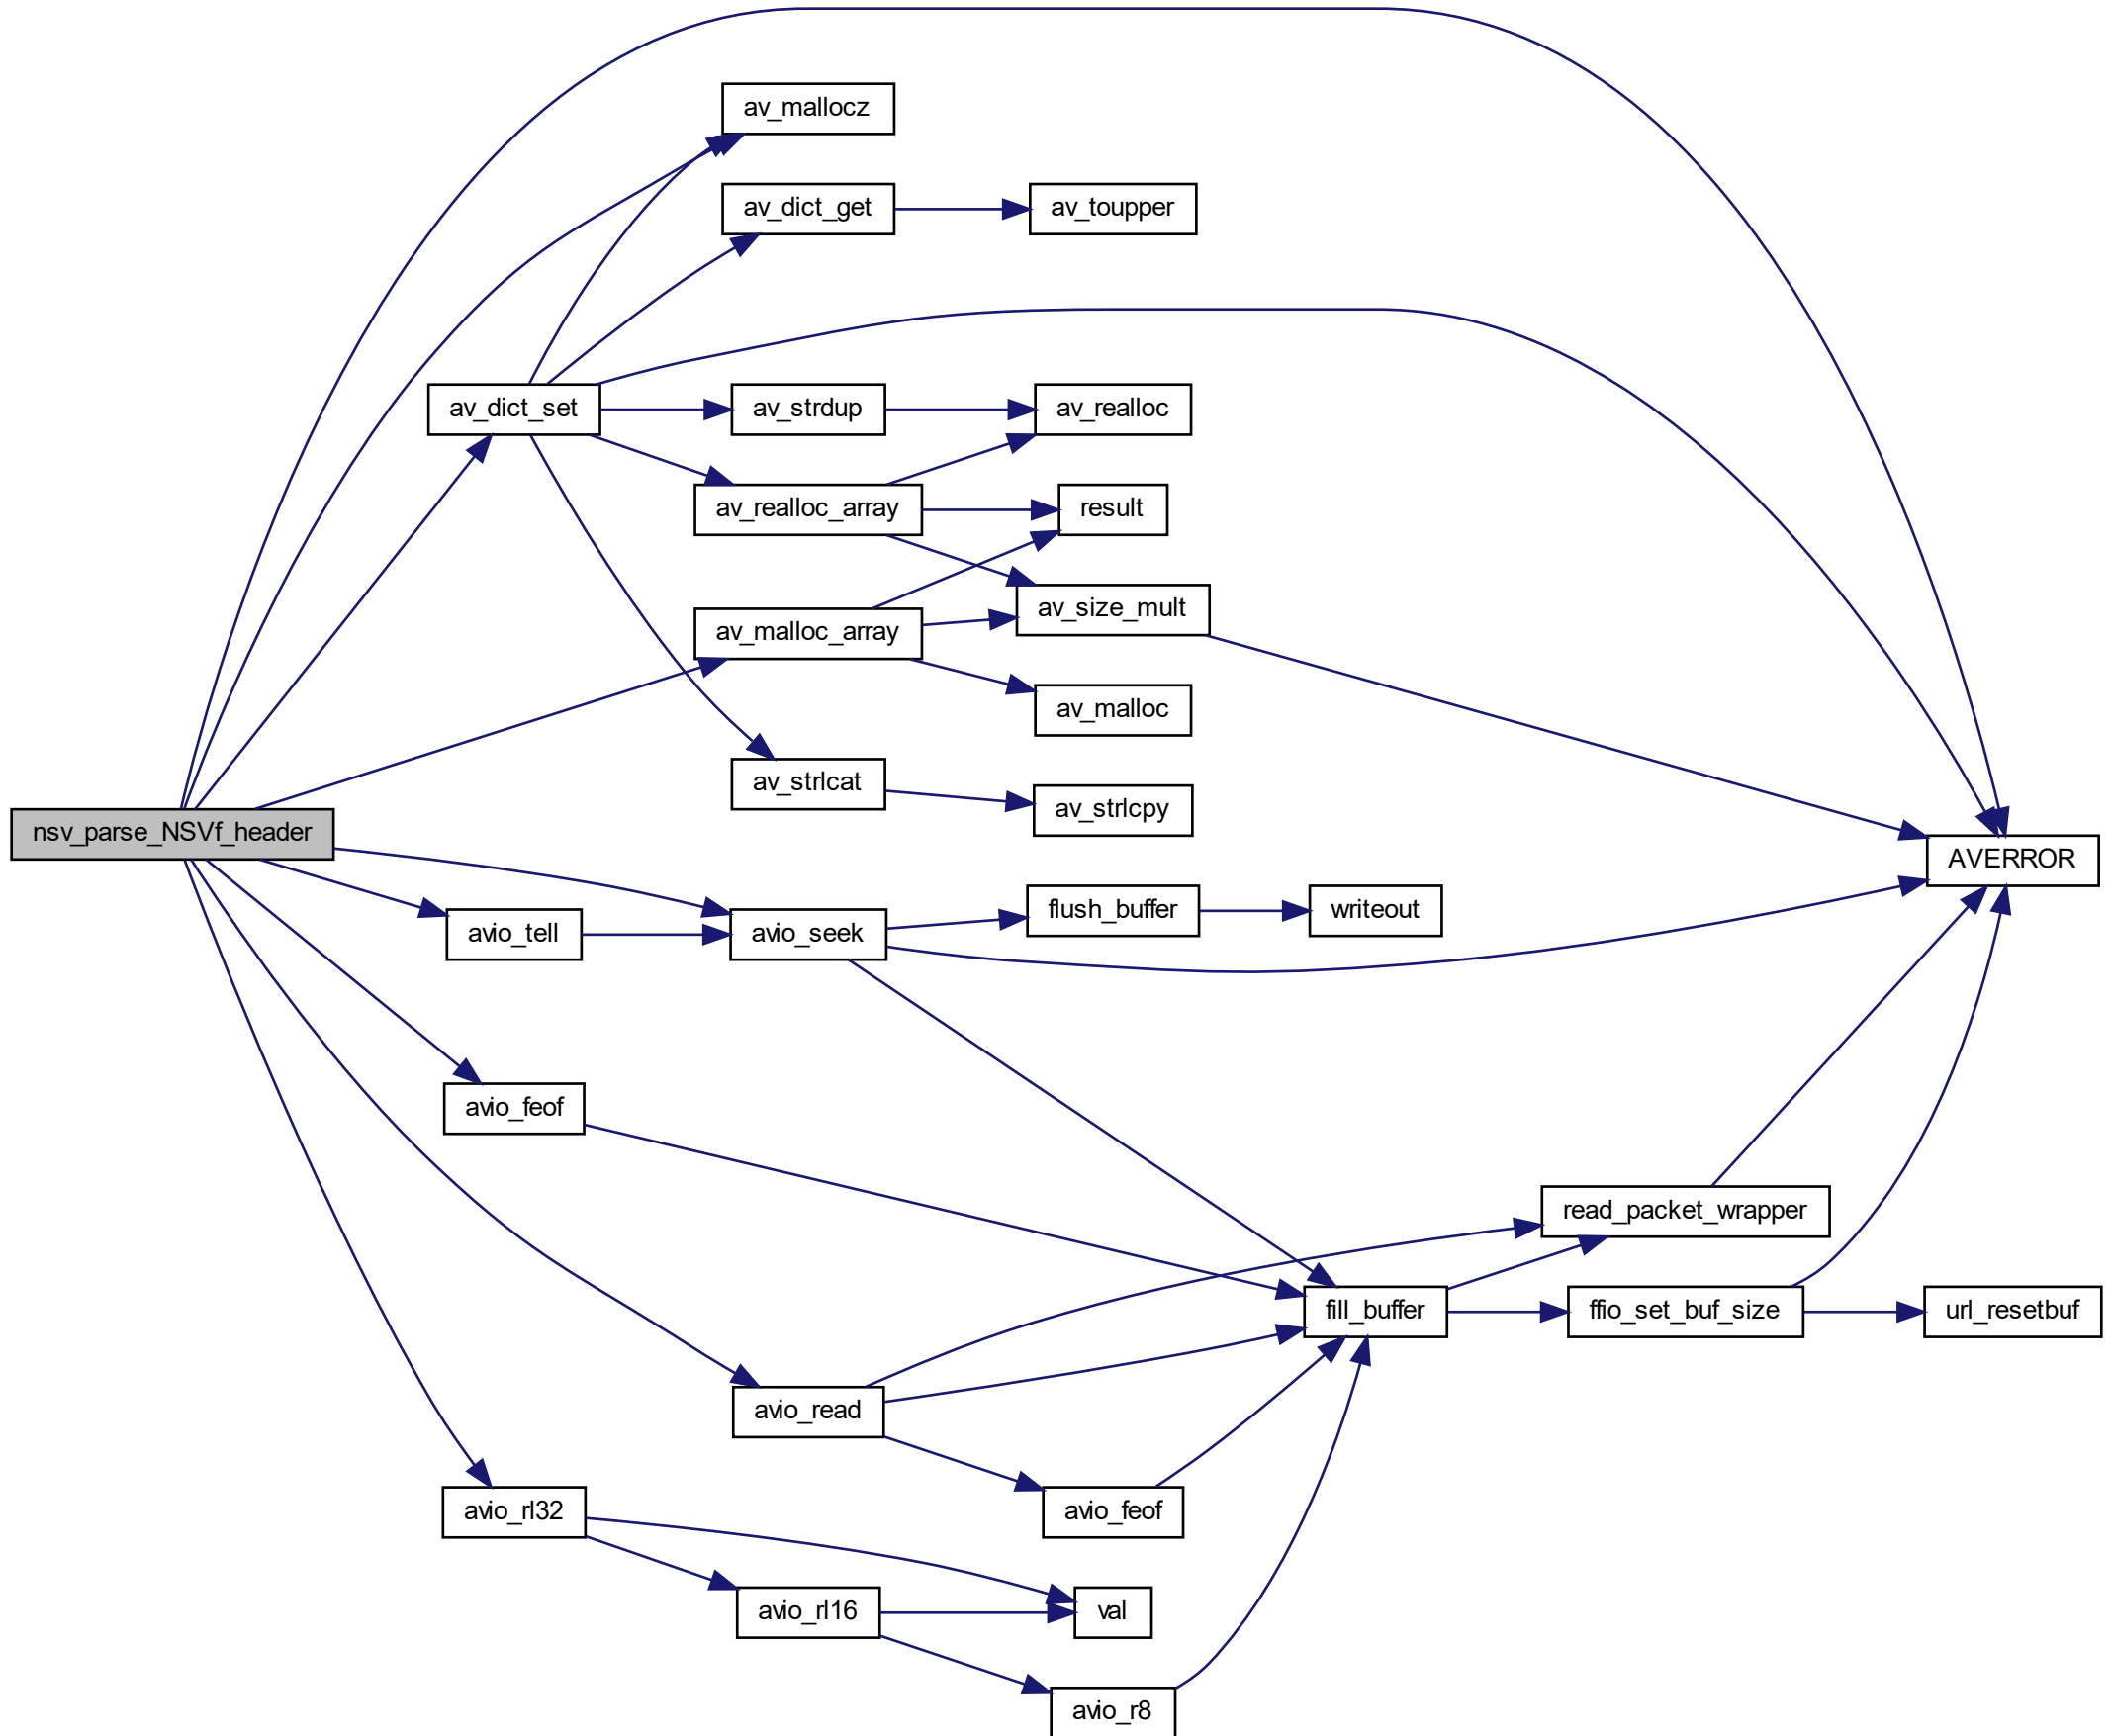 av_mallocz
av_dict_get
av_toupper
av_dict_set
av_strdup
av_realloc
av_realloc_array
result
av_size_mult
av_malloc_array
av_malloc
av_strlcat
av_strlcpy
nsv_parse_NSVf_header
AVERROR
flush_buffer
writeout
avio_tell
avio_seek
avio_feof
read_packet_wrapper
fill_buffer
ffio_set_buf_size
url_resetbuf
avio_read
avio_rl32
avio_feof
avio_rl16
val
avio_r8